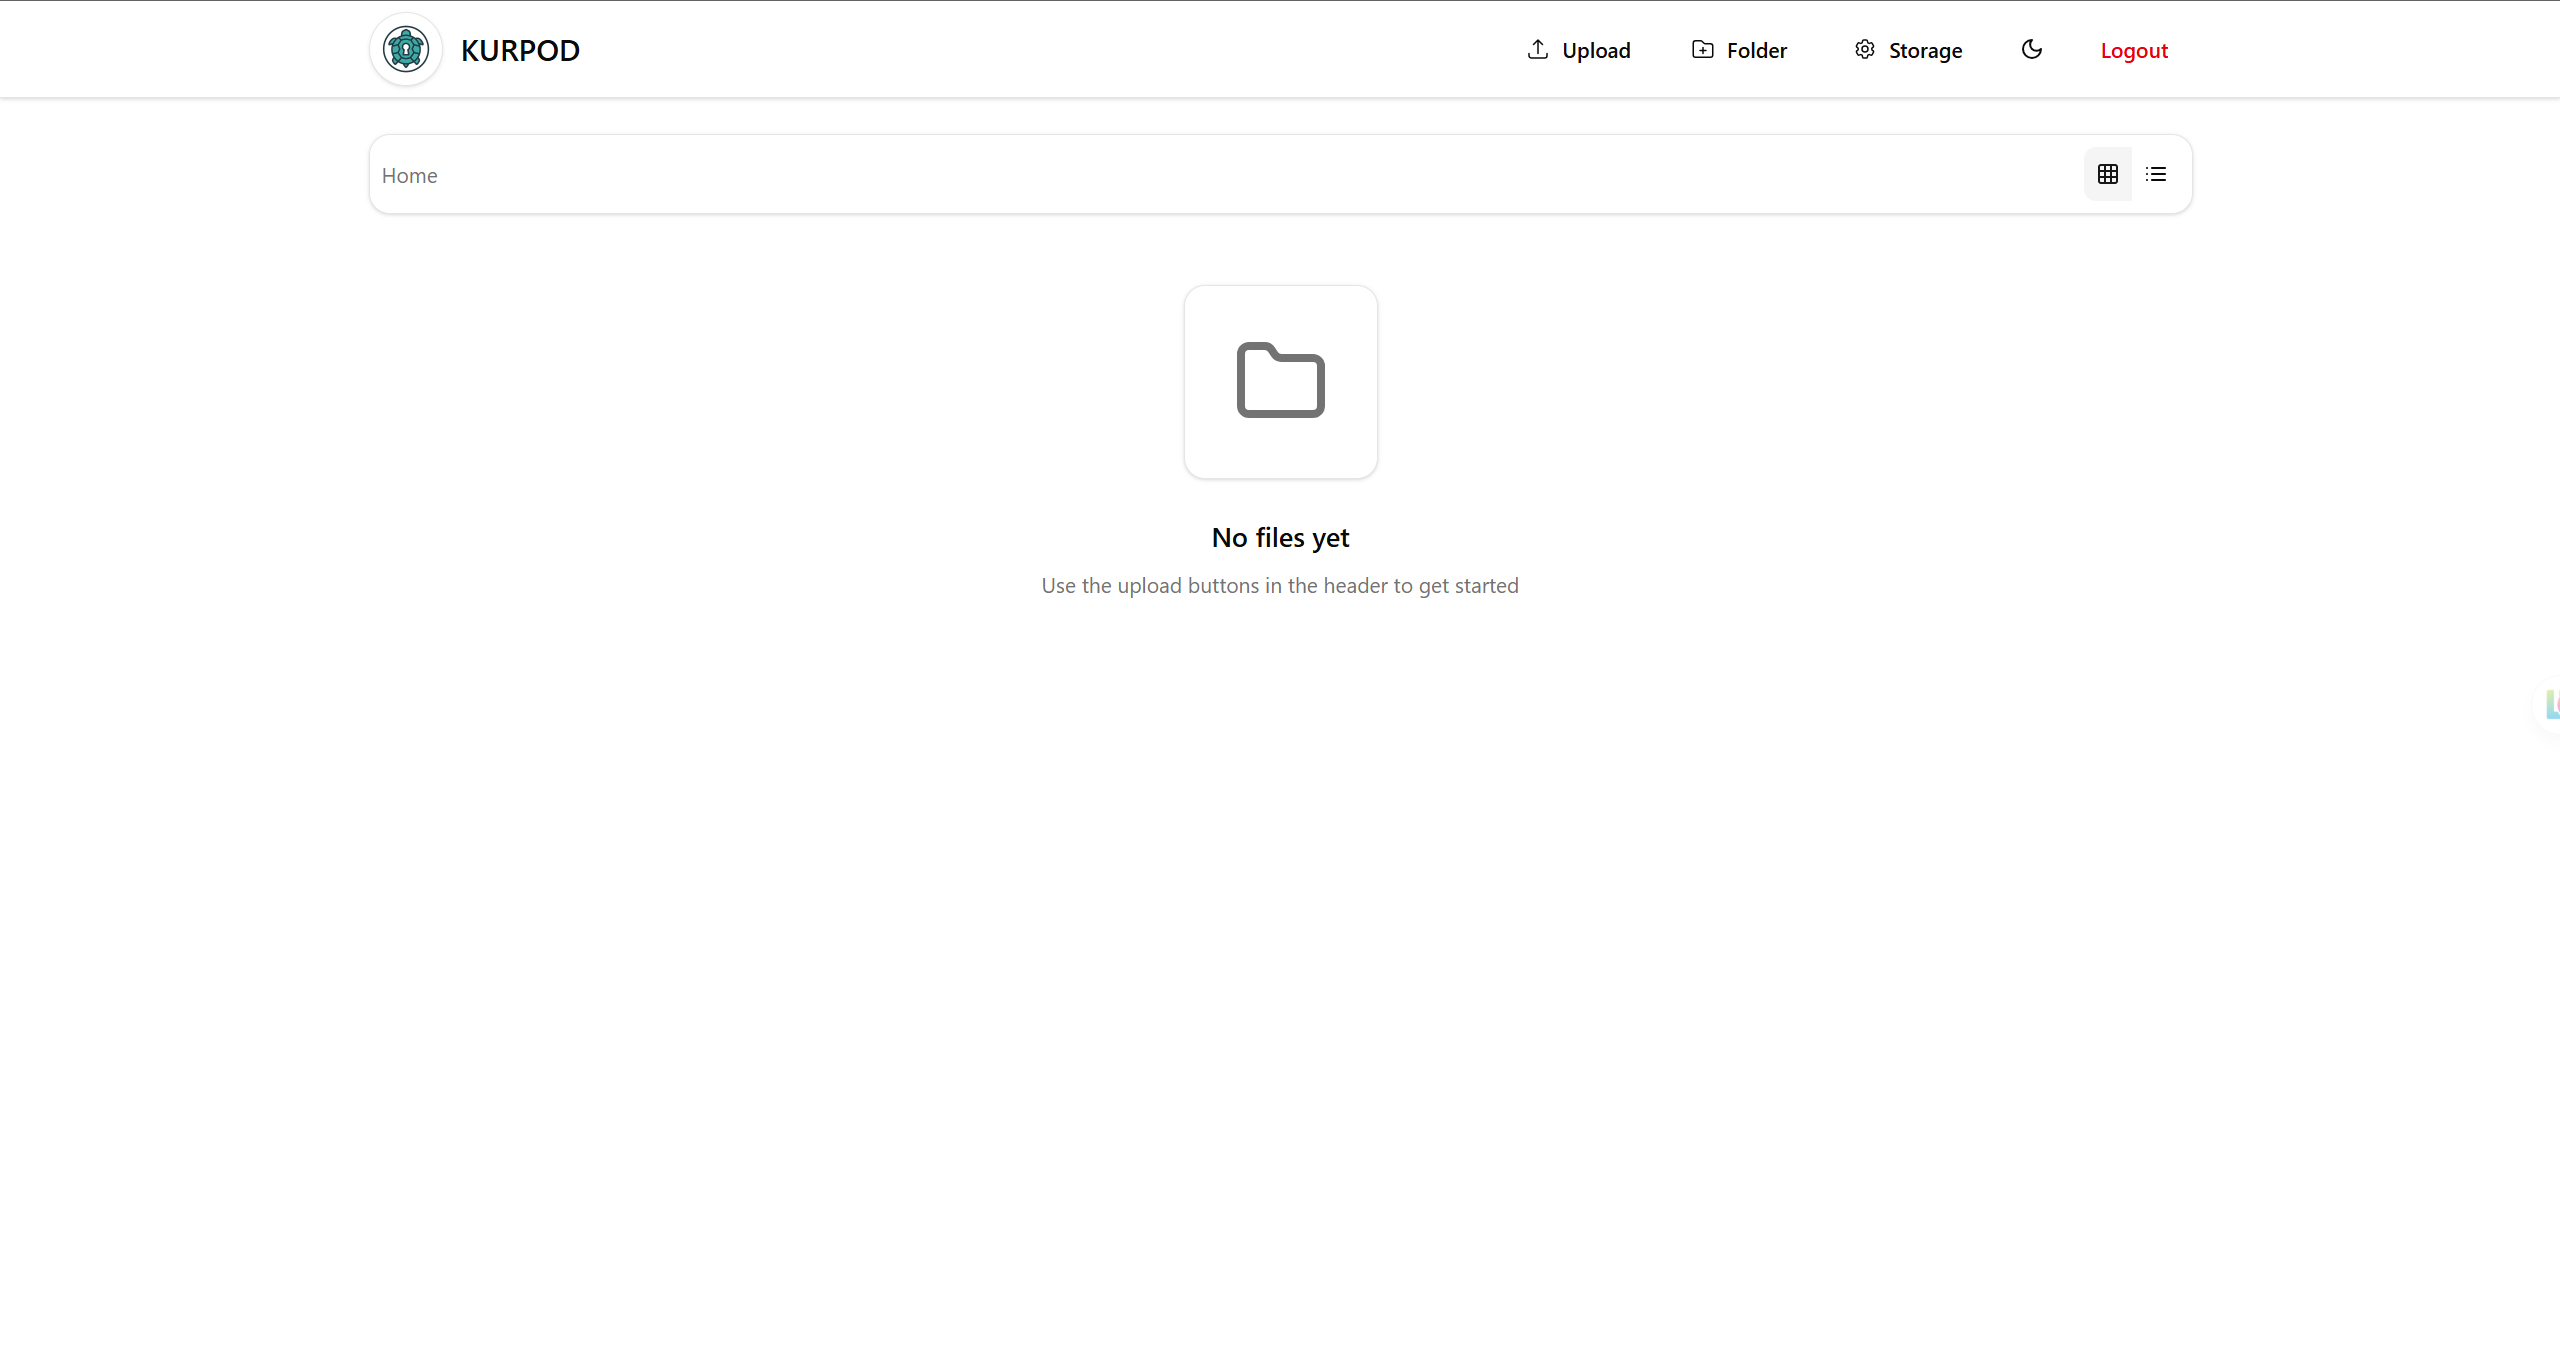 KURPOD
Upload
Folder
Storage
Logout
Home
No files yet
Use the upload buttons in the header to get started